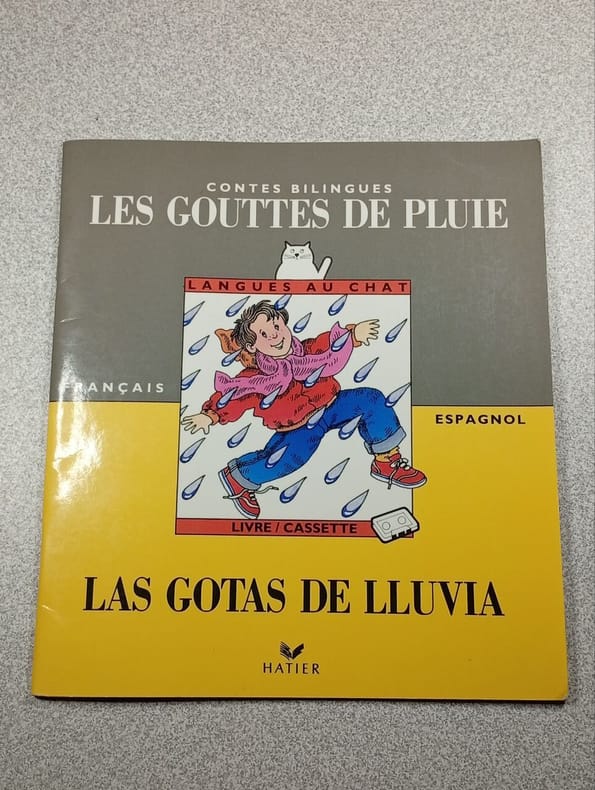 CONTES BILINGUES
LES GOUTTES DE PLUIE
LANGUES AU CHAT
FRANÇAIS
ESPAGNOL
LIVRE / CASSETTE
LAS GOTAS DE LLUVIA
HATIER